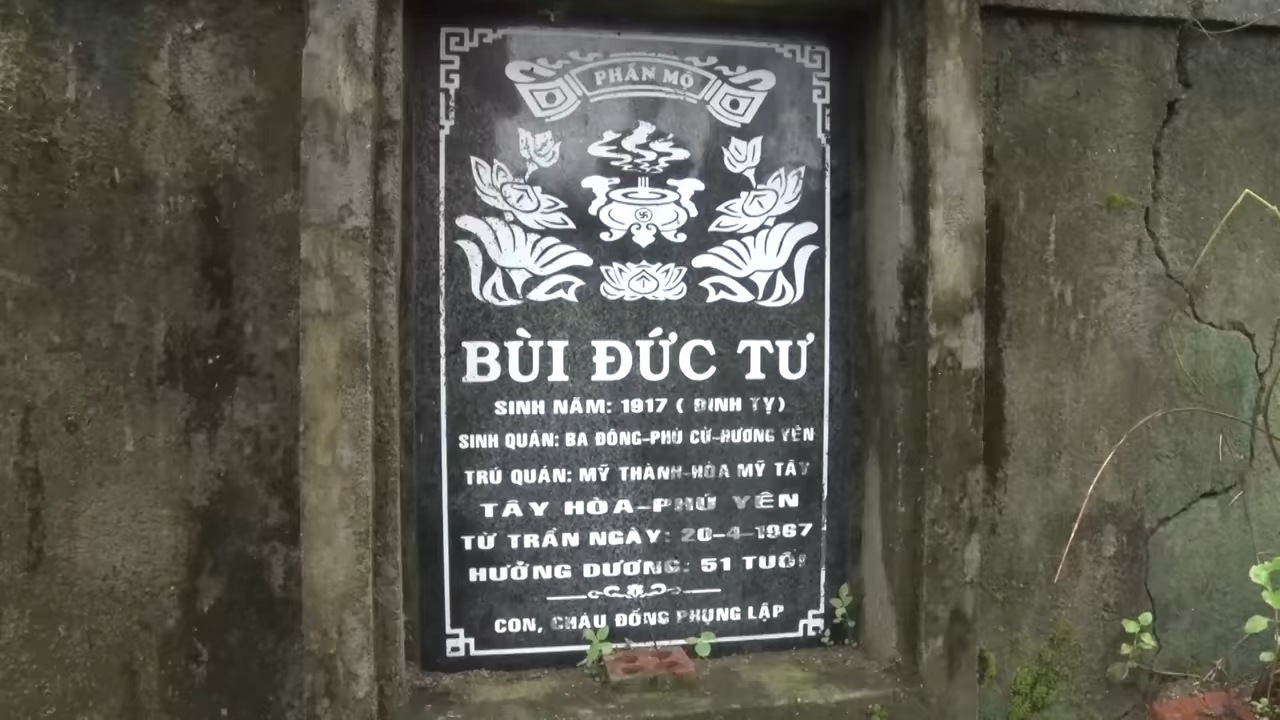 PHẦN MỘ
BÙI ĐỨC TƯ
SINH NĂM: 1917 ( ĐINH TỴ)
SINH QUÁN: BA ĐÔNG-PHÙ CỪ-HƯƠNG YÊN
TRÚ QUÁN: MỸ THÀNH-HÒA MỸ TÂY
TÂY HÒA-PHÚ YÊN
TỪ TRẦN NGÀY: 20-4-1967
HƯỞNG DƯƠNG: 51 TUỔI
CON, CHÁU ĐỒNG PHỤNG LẬP